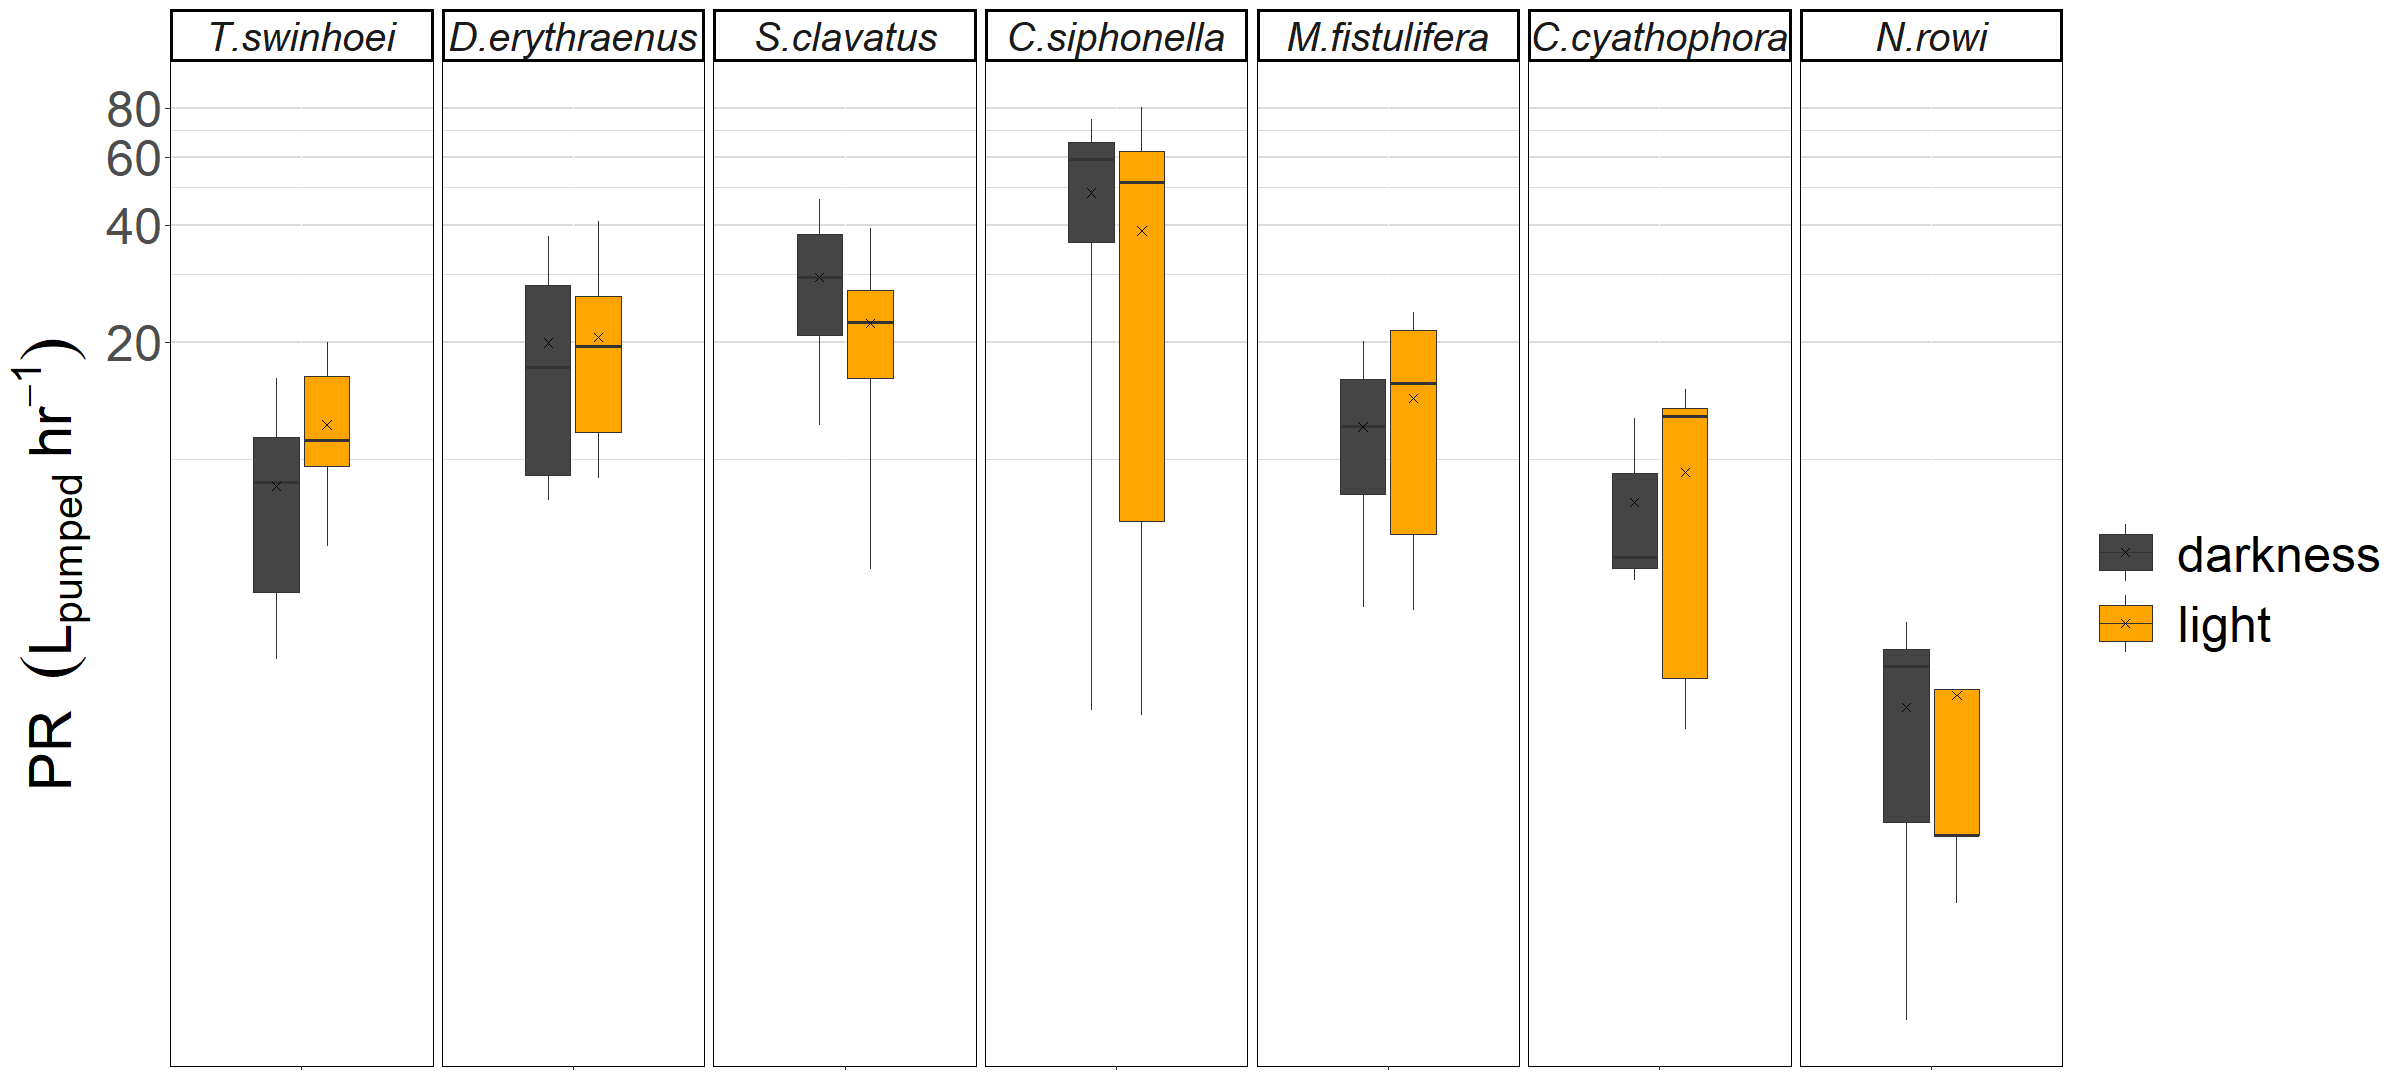 T.swinhoei D.erythraenus S.clavatus C.siphonella M.fistulifera C.cyathophora N.rowi
80
60
40
20
PR (Lpumped hr−1)
darkness
light